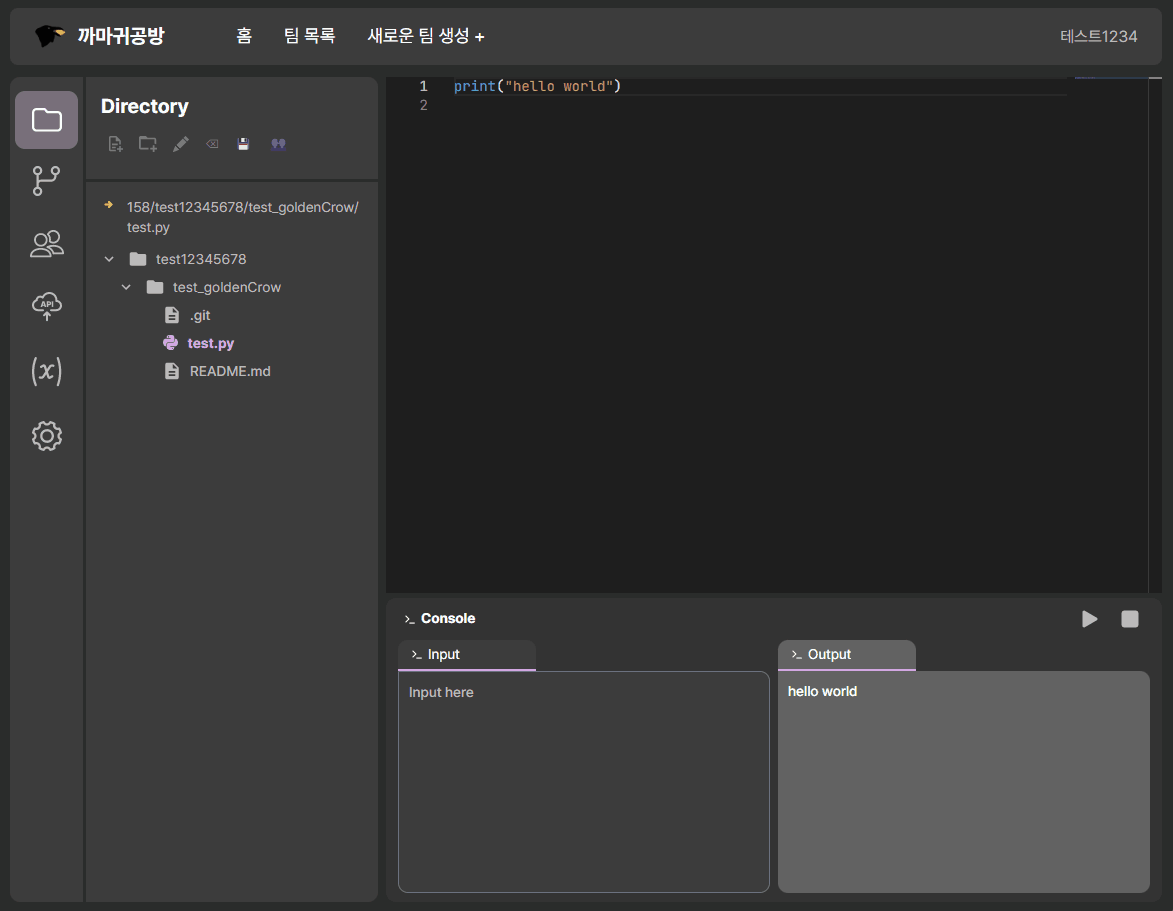 까마귀공방
홈
팀 목록
새로운 팀 생성 +
테스트1234
Directory
158/test12345678/test_goldenCrow/
test.py
test12345678
test_goldenCrow
.git
test.py
README.md
API
(x)
1 print("hello world")
2
>_ Console
>_ Input
Input here
>_ Output
hello world